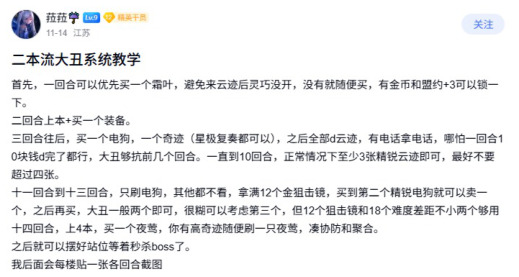 菈菈
Lv.9
精英干员
11-14 江苏
关注
二本流大丑系统教学
首先，一回合可以优先买一个霜叶，避免来云迹后灵巧没开，没有就随便买，有金币和盟约+3可以锁一
下。
二回合上本+买一个装备。
三回合往后，买一个电狗，一个奇迹（星极复奏都可以），之后全部d云迹，有电话拿电话，哪怕一回合1
0块钱d完了都行，大丑够抗前几个回合。一直到10回合，正常情况下至少3张精锐云迹即可，最好不要
超过四张。
十一回合到十三回合，只刷电狗，其他都不看，拿满12个金狙击镜，买到第二个精锐电狗就可以卖一
个，之后再买，大丑一般两个即可，很糊可以考虑第三个，但12个狙击镜和18个难度差距不小两个够用
十四回合，上4本，买一个夜莺，你有高奇迹随便刷一只夜莺，凑协防和聚合。
之后就可以摆好站位等着秒杀boss了。
我后面会每楼贴一张各回合截图